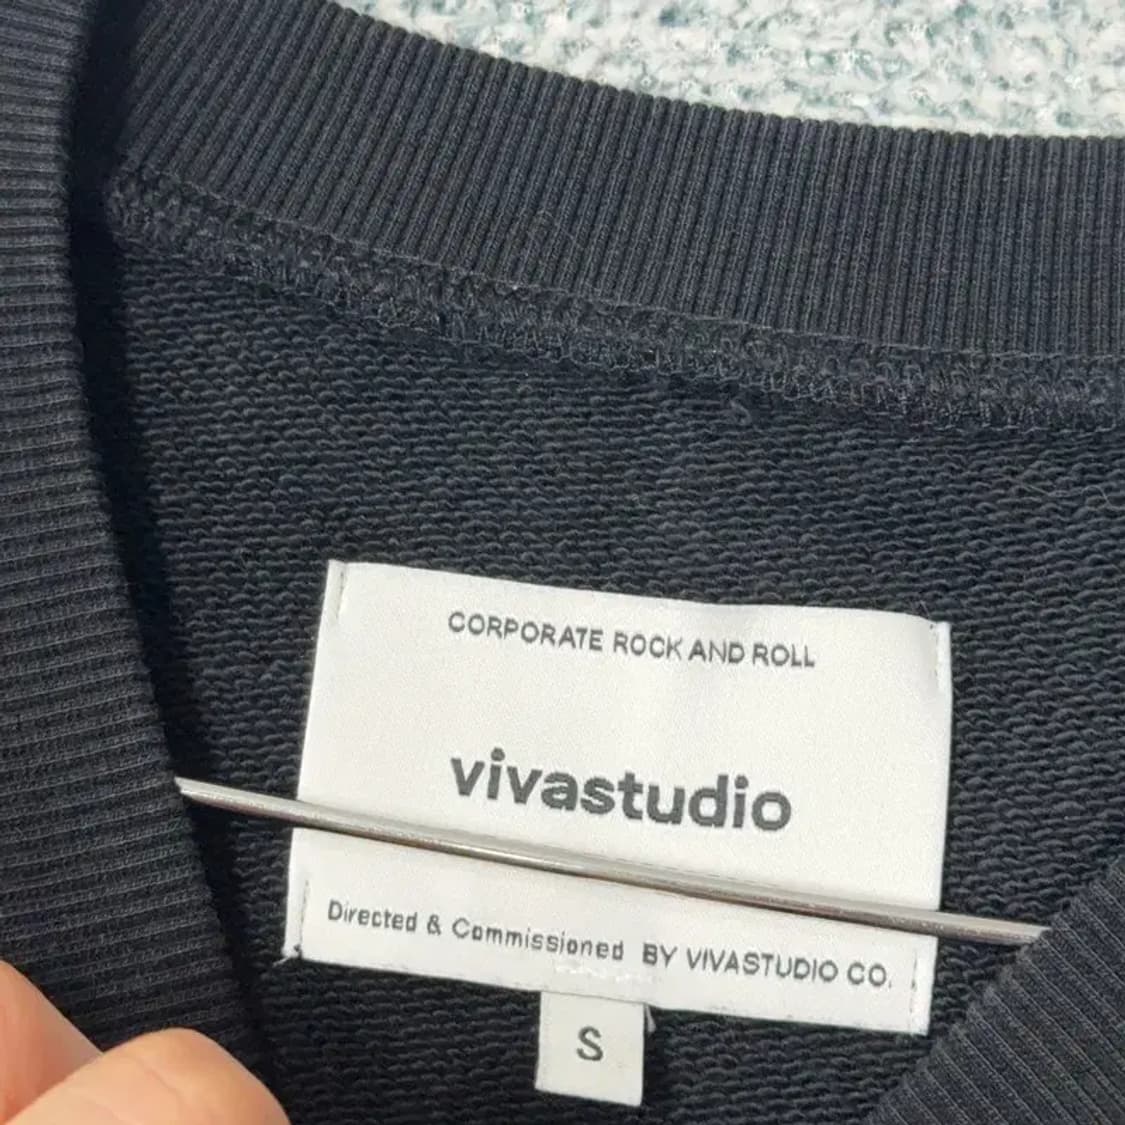 CORPORATE ROCK AND ROLL
vivastudio
Directed & Commissioned BY VIVASTUDIO CO.
S